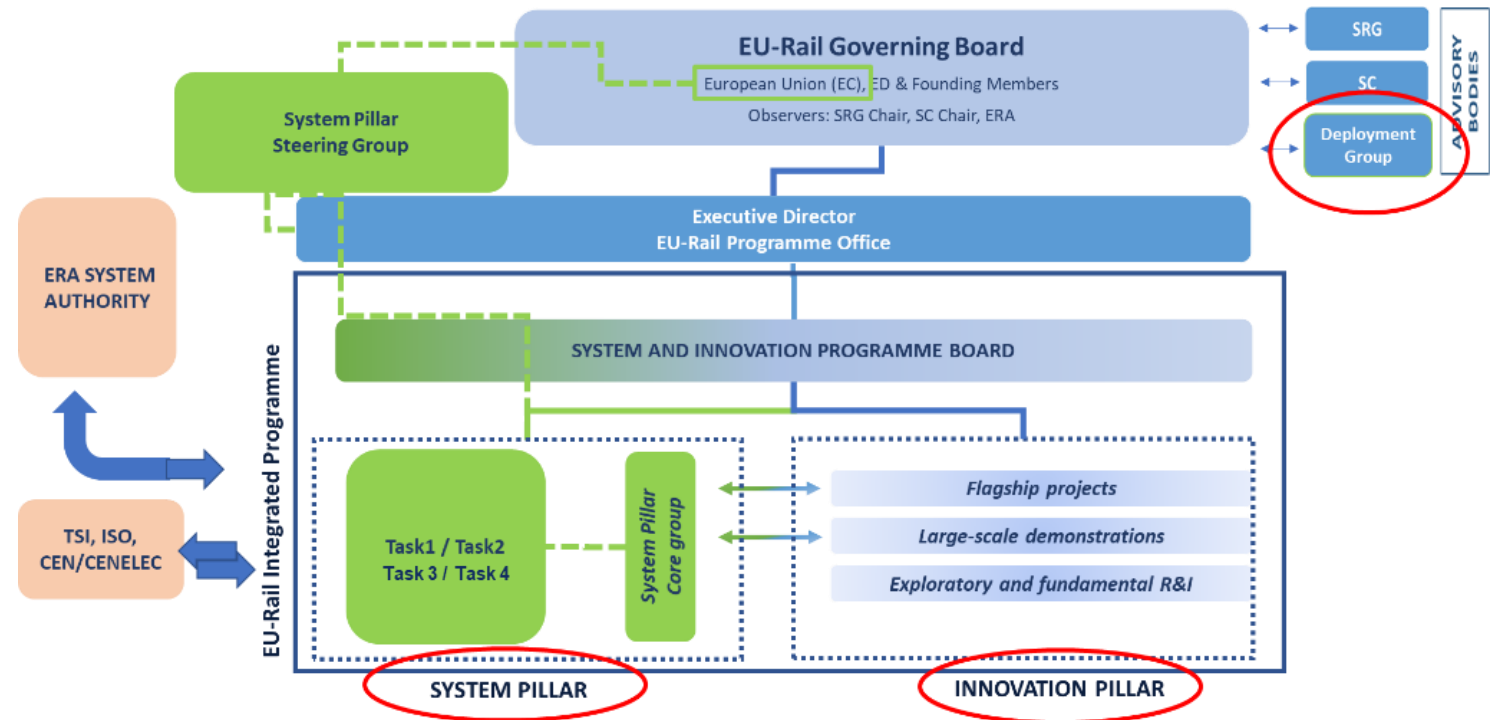 EU-Rail Governing Board
European Union (EC), ED & Founding Members
Observers: SRG Chair, SC Chair, ERA
SRG
SC
Deployment
Group
ADVISORY
BODIES
System Pillar
Steering Group
Executive Director
EU-Rail Programme Office
ERA SYSTEM
AUTHORITY
TSI, ISO,
CEN/CENELEC
EU-Rail Integrated Programme
SYSTEM AND INNOVATION PROGRAMME BOARD
Task1 / Task2
Task 3 / Task 4
System Pillar
Core group
Flagship projects
Large-scale demonstrations
Exploratory and fundamental R&I
SYSTEM PILLAR
INNOVATION PILLAR